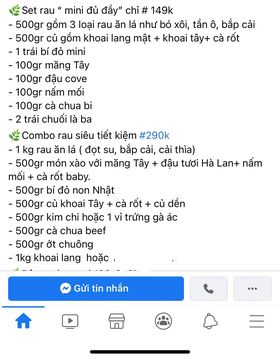 🌿Set rau “ mini đủ đầy” chỉ # 149k
- 500gr gồm 3 loại rau ăn lá như bó xôi, tần ô, bắp cải
- 500gr củ gồm khoai lang mật + khoai tây+ cà rốt
- 1 trái bí đỏ mini
- 100gr măng Tây
- 100gr đậu cove
- 100gr nấm mối
- 100gr cà chua bi
- 2 trái chuối là ba
🌿Combo rau siêu tiết kiệm #290k
- 1 kg rau ăn lá ( đọt su, bắp cải, cải thìa)
- 500gr món xào với măng Tây + đậu tươi Hà Lan+ nấm
mối + cà rốt baby.
- 500gr bí đỏ non Nhật
- 500gr củ khoai Tây + cà rốt + củ dền
- 500gr kim chi hoặc 1 vỉ trứng gà ác
- 500gr cà chua beef
- 500gr ớt chuông
- 1kg khoai lang hoặc
Gửi tin nhắn